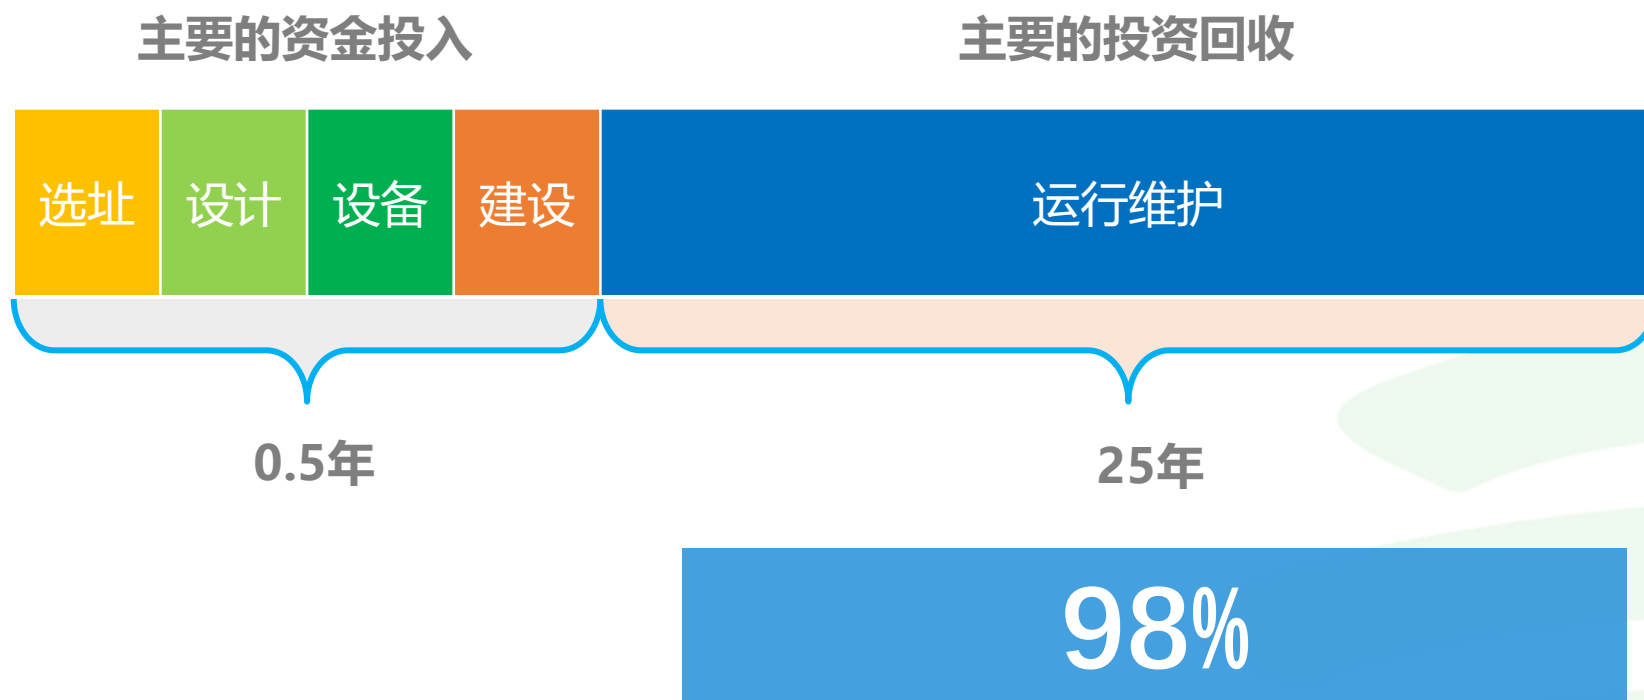 主要的资金投入
主要的投资回收
选址
设计
设备
建设
运行维护
0.5年
25年
98%